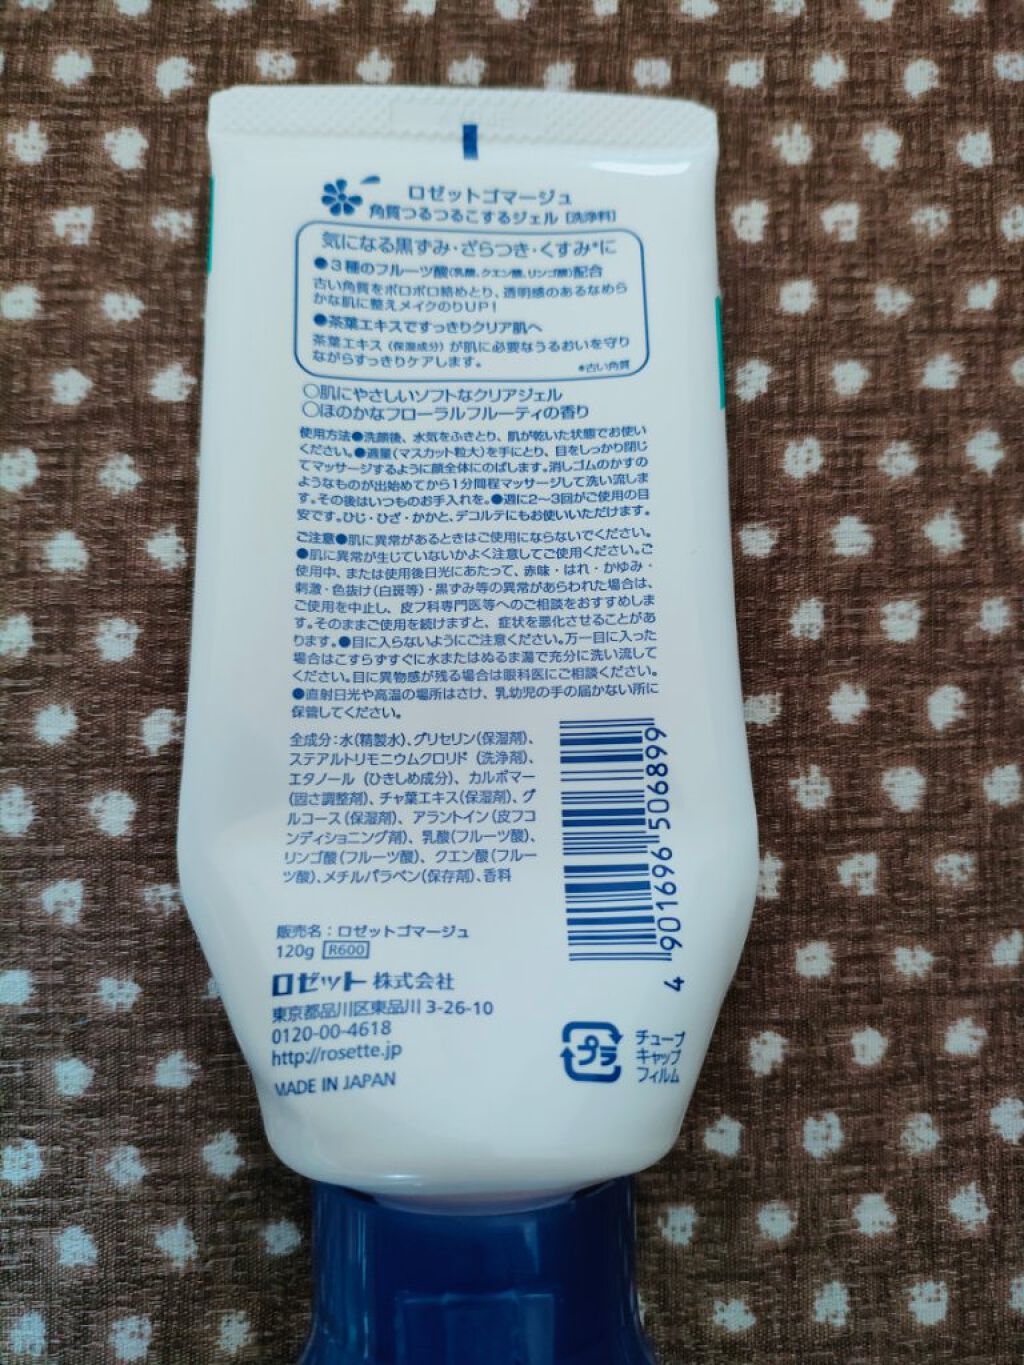 ロゼットゴマージュ
角質つるつるこするジェル [洗浄料]
気になる黒ずみ・ざらつき・くすみ*に
●3種のフルーツ酸(乳酸、クエン酸、リンゴ酸)配合
古い角質をポロポロ絡めとり、透明感のあるなめら
かな肌に整えメイクのりUP!
●茶葉エキスですっきりクリア肌へ
茶葉エキス(保湿成分)が肌に必要なうるおいを守り
ながらすっきりケアします。
*古い角質
○肌にやさしいソフトなクリアジェル
○ほのかなフローラルフルーティの香り
使用方法●洗顔後、水気をふきとり、肌が乾いた状態でお使い
ください。●適量(マスカット粒大)を手にとり、目をしっかり閉じ
てマッサージするように顔全体にのばします。消しゴムのかすの
ようなものが出始めてから1分間程マッサージして洗い流しま
す。その後はいつものお手入れを。●週に2〜3回がご使用の目
安です。ひじ・ひざ・かかと、デコルテにもお使いいただけます。
ご注意●肌に異常があるときはご使用にならないでください。
●肌に異常が生じていないかよく注意してご使用ください。ご
使用中、または使用後日光にあたって、赤味・はれ・かゆみ・
刺激・色抜け(白斑等)・黒ずみ等の異常があらわれた場合は、
ご使用を中止し、皮フ科専門医等へのご相談をおすすめしま
す。そのままご使用を続けますと、症状を悪化させることがあ
ります。●目に入らないようにご注意ください。万一目に入った
場合はこすらずすぐに水またはぬるま湯で充分に洗い流して
ください。目に異物感が残る場合は眼科医にご相談ください。
●直射日光や高温の場所はさけ、乳幼児の手の届かない所に
保管してください。
全成分:水(精製水)、グリセリン(保湿剤)、
ステアルトリモニウムクロリド(洗浄剤)、
エタノール(ひきしめ成分)、カルボマー
(固さ調整剤)、チャ葉エキス(保湿剤)、グ
ルコース(保湿剤)、アラントイン(皮フコ
ンディショニング剤)、乳酸(フルーツ酸)、
リンゴ酸(フルーツ酸)、クエン酸(フルー
ツ酸)、メチルパラベン(保存剤)、香料
4 901696 506899
販売名:ロゼットゴマージュ
120g R600
ロゼット株式会社
東京都品川区東品川 3-26-10
0120-00-4618
http://rosette.jp
MADE IN JAPAN
プラ
チューブ
キャップ
フィルム